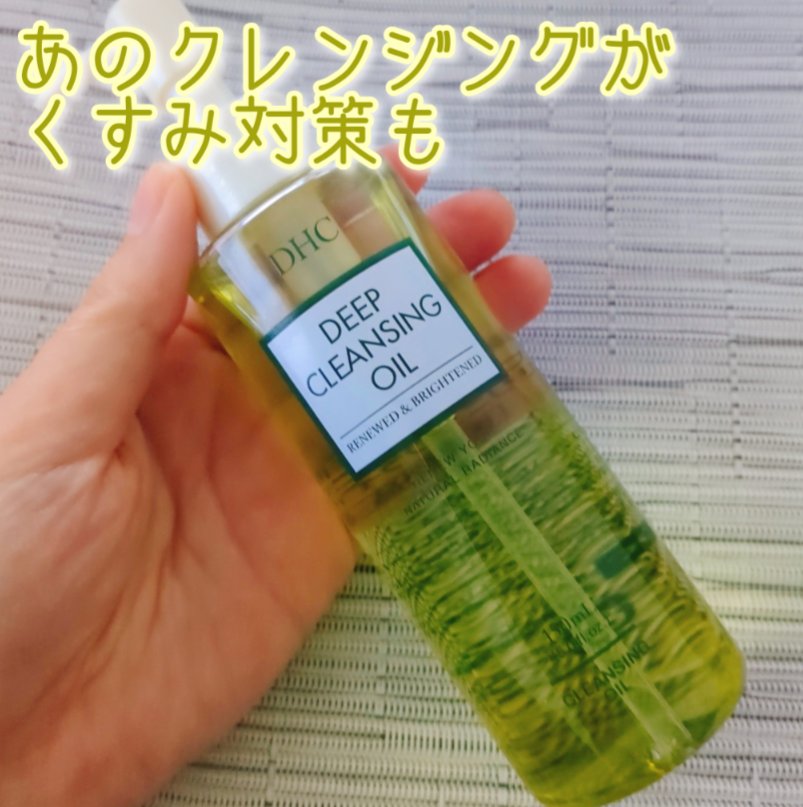 あのクレンジングが
くすみ対策も
DHC
DEEP
CLEANSING
OIL
RENEWED & BRIGHTENED
NATURAL RADIANCE
CLEANSING
OIL